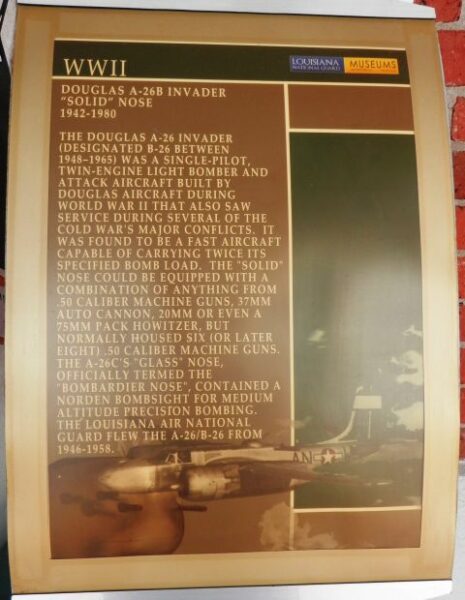 WWII
LOUISIANA
NATIONAL GUARD
MUSEUMS
DOUGLAS A-26B INVADER
"SOLID" NOSE
1942-1980
THE DOUGLAS A-26 INVADER
(DESIGNATED B-26 BETWEEN
1948-1965) WAS A SINGLE-PILOT,
TWIN-ENGINE LIGHT BOMBER AND
ATTACK AIRCRAFT BUILT BY
DOUGLAS AIRCRAFT DURING
WORLD WAR II THAT ALSO SAW
SERVICE DURING SEVERAL OF THE
COLD WAR'S MAJOR CONFLICTS. IT
WAS FOUND TO BE A FAST AIRCRAFT
CAPABLE OF CARRYING TWICE ITS
SPECIFIED BOMB LOAD. THE "SOLID"
NOSE COULD BE EQUIPPED WITH A
COMBINATION OF ANYTHING FROM
.50 CALIBER MACHINE GUNS, 37MM
AUTO CANNON, 20MM OR EVEN A
75MM PACK HOWITZER, BUT
NORMALLY HOUSED SIX (OR LATER
EIGHT) .50 CALIBER MACHINE GUNS.
THE A-26C'S "GLASS" NOSE,
OFFICIALLY TERMED THE
"BOMBARDIER NOSE", CONTAINED A
NORDEN BOMBSIGHT FOR MEDIUM
ALTITUDE PRECISION BOMBING.
THE LOUISIANA AIR NATIONAL
GUARD FLEW THE A-26/B-26 FROM
1946-1958.